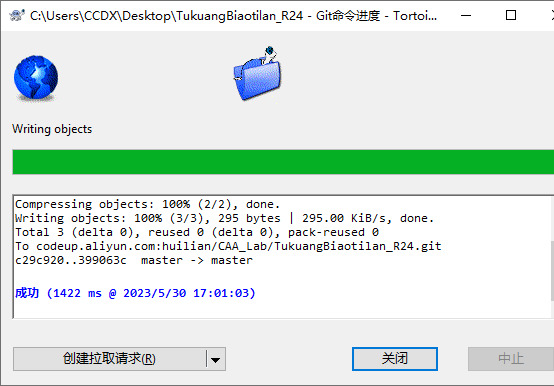 C:\Users\CCDX\Desktop\TukuangBiaotilan_R24 - Git命令进度 - Tortoi...
Writing objects
Compressing objects: 100% (2/2), done.
Writing objects: 100% (3/3), 295 bytes | 295.00 KiB/s, done.
Total 3 (delta 0), reused 0 (delta 0), pack-reused 0
To codeup.aliyun.com:huilian/CAA_Lab/TukuangBiaotilan_R24.git
c29c920..399063c  master -> master
成功 (1422 ms @ 2023/5/30 17:01:03)
创建拉取请求(R)
关闭
中止